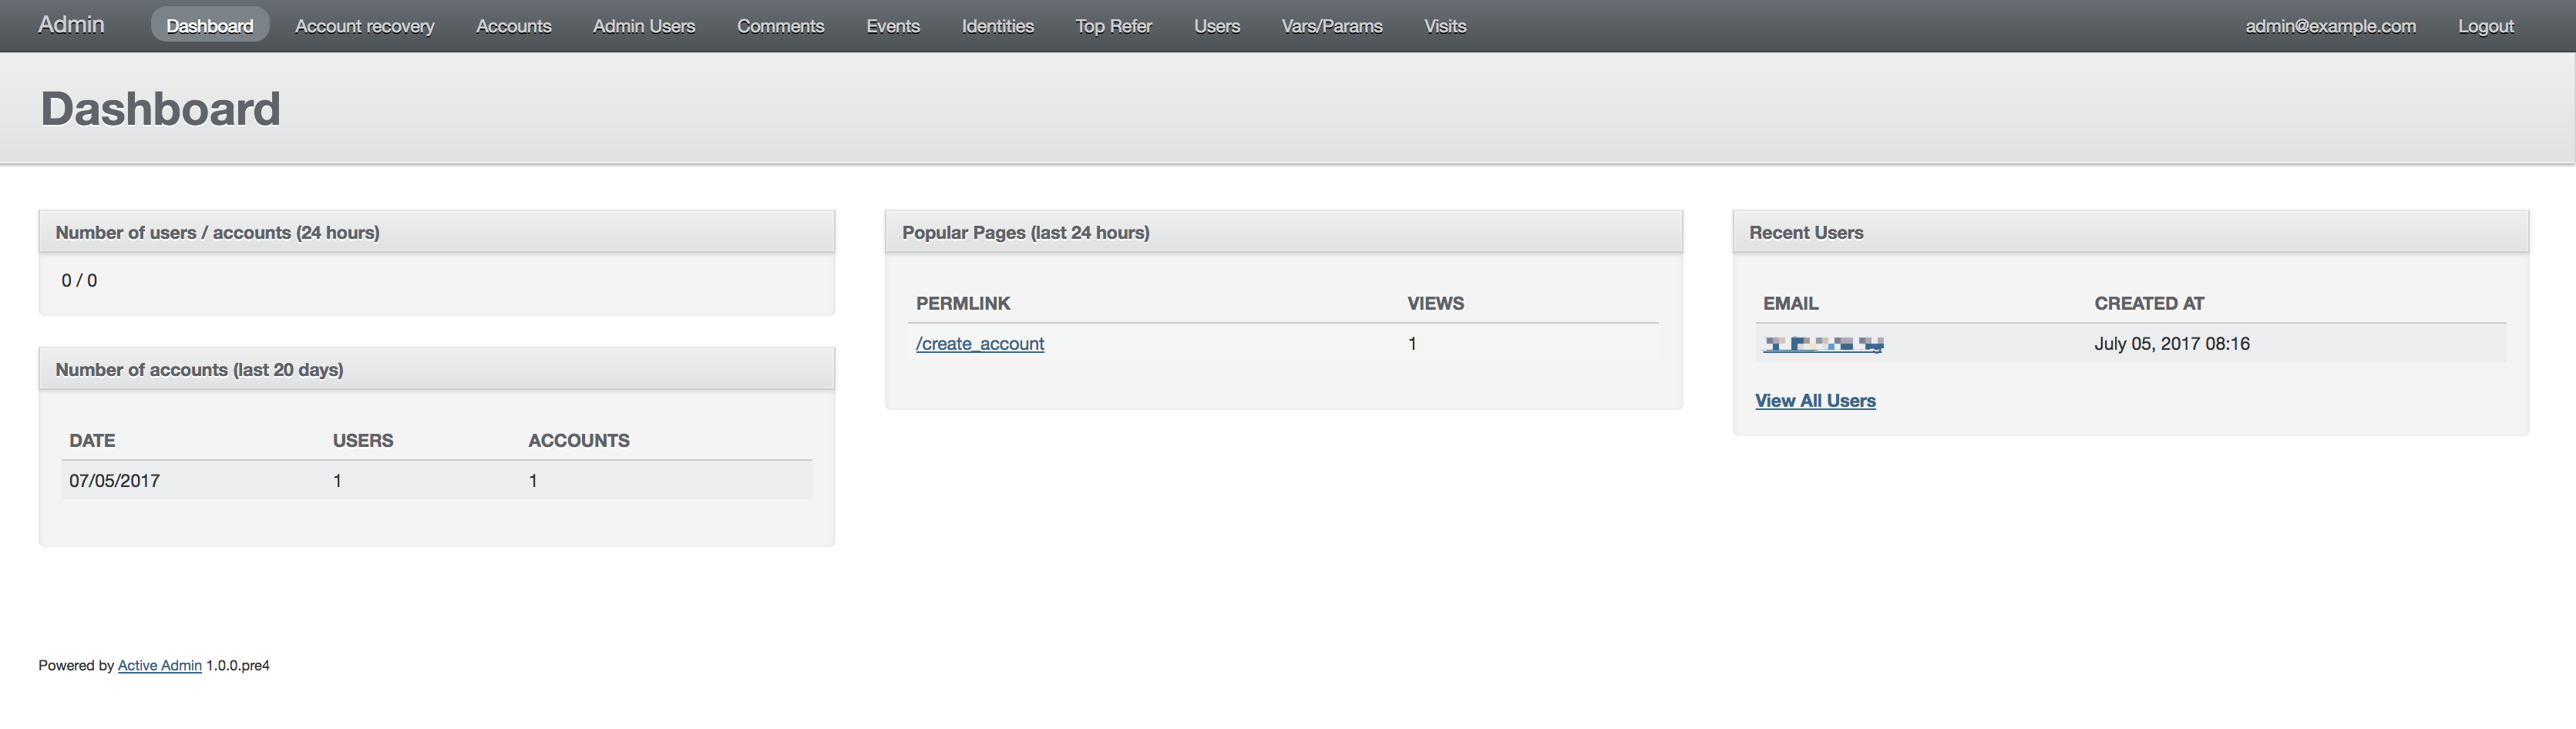 Admin Dashboard Account recovery Accounts Admin Users Comments Events Identities Top Refer Users Vars/Params Visits admin@example.com Logout
Dashboard
Number of users / accounts (24 hours)
0 / 0
Number of accounts (last 20 days)
DATE USERS ACCOUNTS
07/05/2017 1 1
Popular Pages (last 24 hours)
PERMLINK VIEWS
/create_account 1
Recent Users
EMAIL CREATED AT
July 05, 2017 08:16
View All Users
Powered by Active Admin 1.0.0.pre4